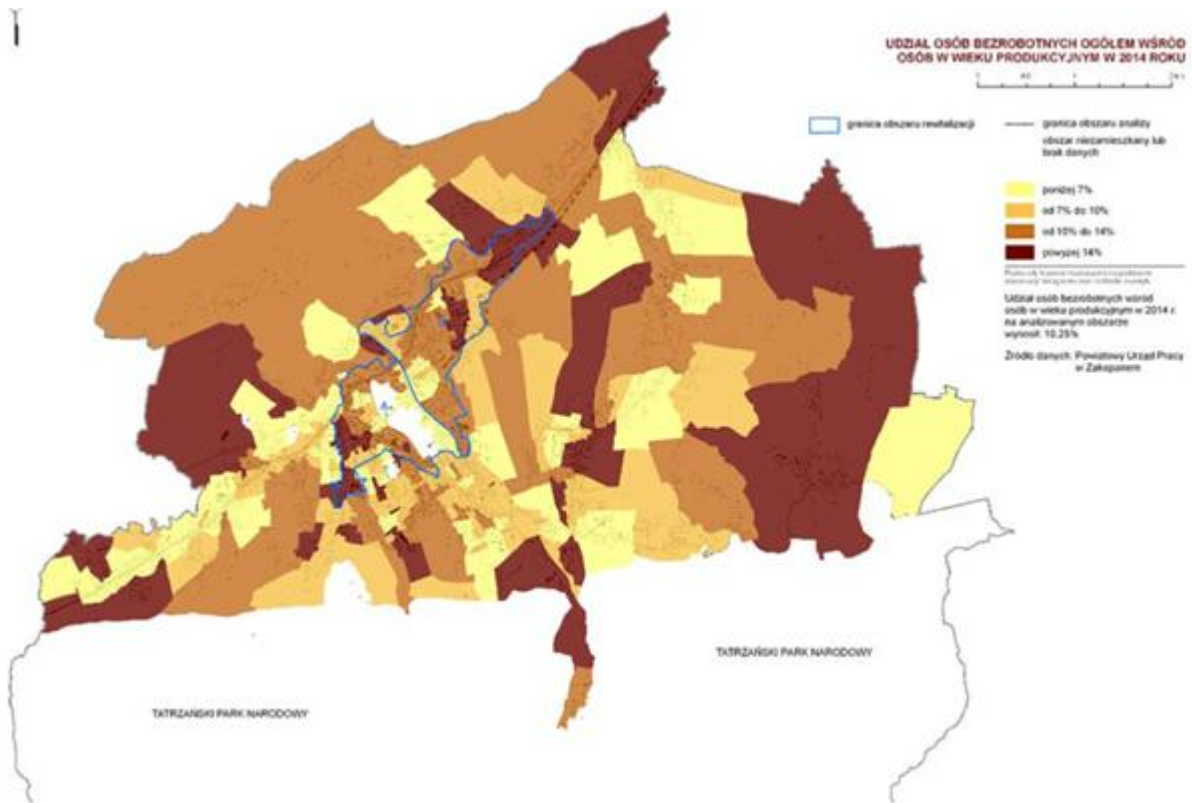 UDZIAŁ OSÓB BEZROBOTNYCH OGÓŁEM WŚRÓD
OSÓB W WIEKU PRODUKCYJNYM W 2014 ROKU
granica obszaru rewitalizacji
granica obszaru analizy
obszar niezamieszkany lub
brak danych
poniżej 7%
od 7% do 10%
od 10% do 14%
powyżej 14%
Udział osób bezrobotnych wśród
osób w wieku produkcyjnym w 2014 r.
na analizowanym obszarze
wynosił: 10,25%
Źródło danych: Powiatowy Urząd Pracy
w Zakopanem
TATRZAŃSKI PARK NARODOWY
TATRZAŃSKI PARK NARODOWY